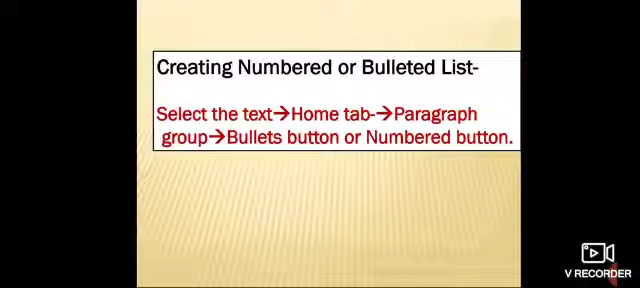 Creating Numbered or Bulleted List-
Select the text→Home tab-→Paragraph
group→Bullets button or Numbered button.
V RECORDER